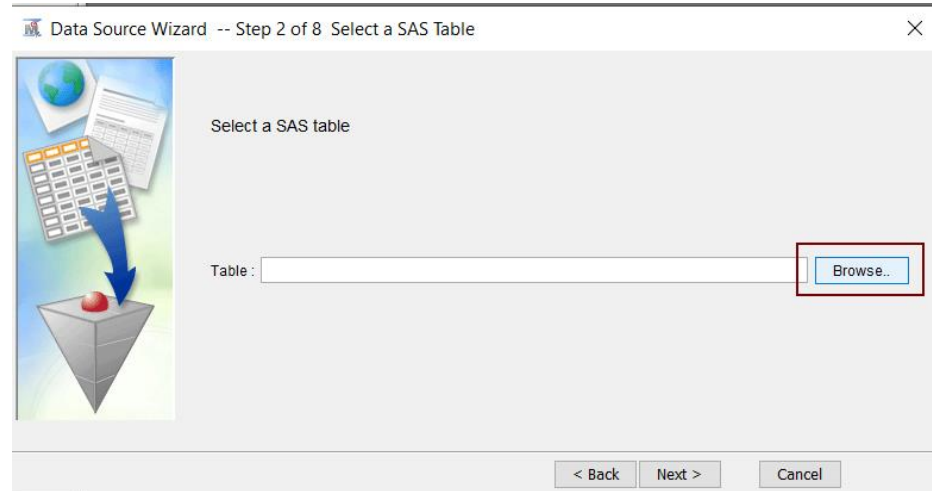 Data Source Wizard -- Step 2 of 8 Select a SAS Table
Select a SAS table
Table :
Browse..
< Back
Next >
Cancel